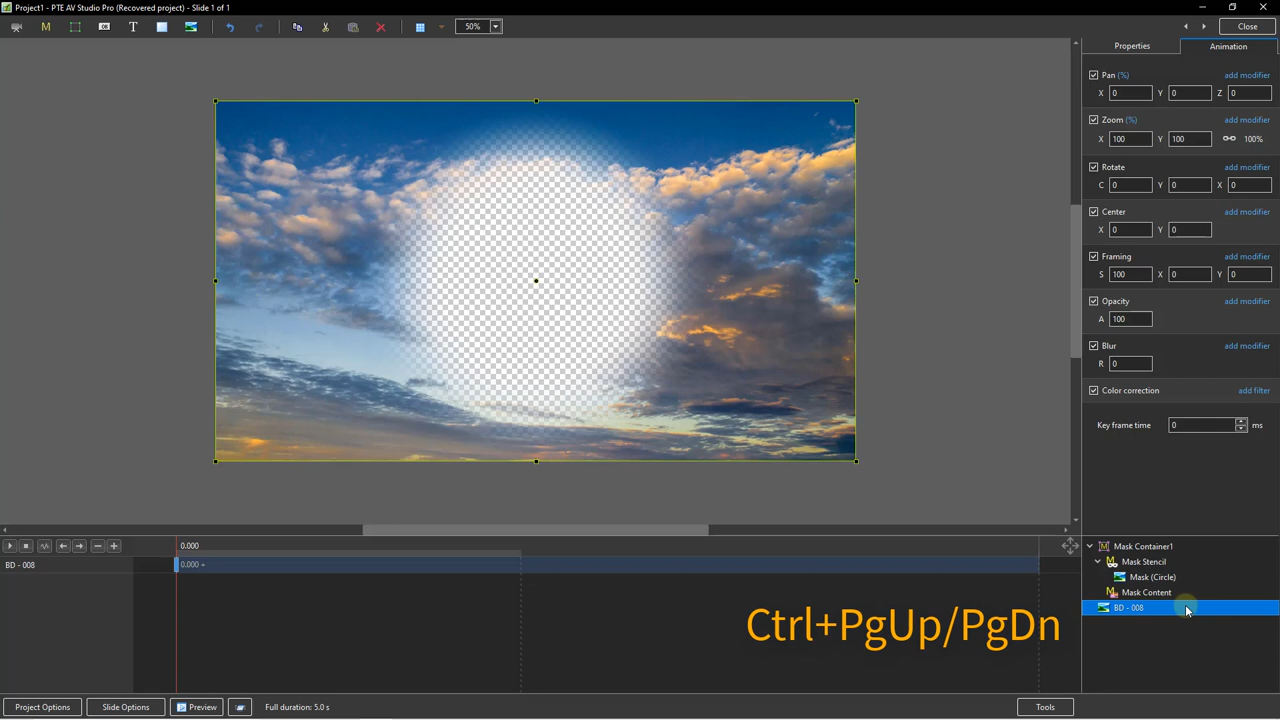 Project1 - PTE AV Studio Pro (Recovered project) - Slide 1 of 1
M
OK
T
50%
Close
Properties
Animation
Pan (%)
add modifier
X 0 Y 0 Z 0
Zoom (%)
add modifier
X 100 Y 100 100%
Rotate
add modifier
C 0 Y 0 X 0
Center
add modifier
X 0 Y 0
Framing
add modifier
S 100 X 0 Y 0
Opacity
add modifier
A 100
Blur
add modifier
R 0
Color correction
add filter
Key frame time 0 ms
0.000
BD - 008
0.000
Mask Container1
Mask Stencil
Mask (Circle)
Mask Content
BD - 008
Ctrl+PgUp/PgDn
Project Options
Slide Options
Preview
Full duration: 5.0 s
Tools